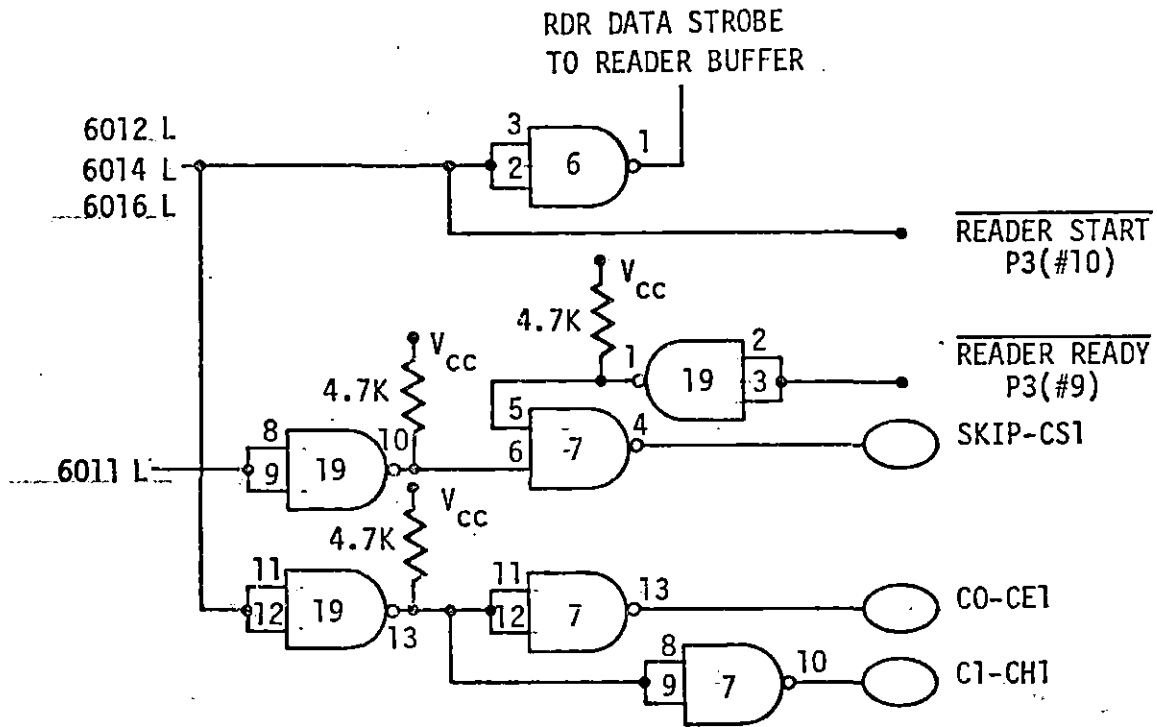 RDR DATA STROBE
TO READER BUFFER
6012 L
6014 L
6016 L
3
2
6
1
READER START
P3(#10)
Vcc
4.7K
1
19
2
3
READER READY
P3(#9)
Vcc
4.7K
5
6
7
4
SKIP-CS1
6011 L
8
9
19
10
Vcc
4.7K
11
12
19
13
11
12
7
13
C0-CE1
8
9
7
10
C1-CH1